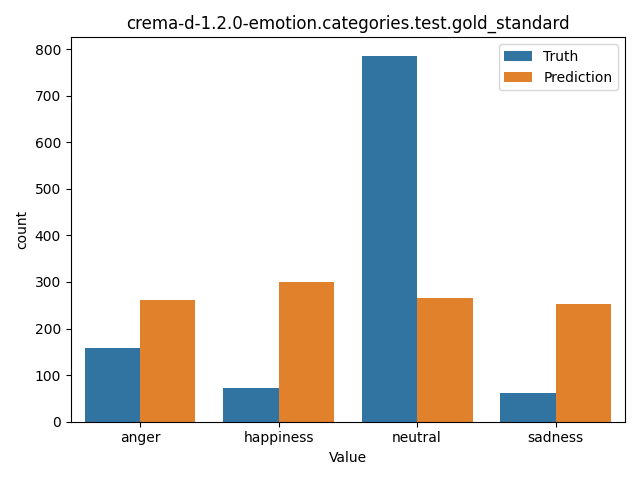 crema-d-1.2.0-emotion.categories.test.gold_standard
Truth
Prediction
count
800
700
600
500
400
300
200
100
0
anger happiness neutral sadness
Value